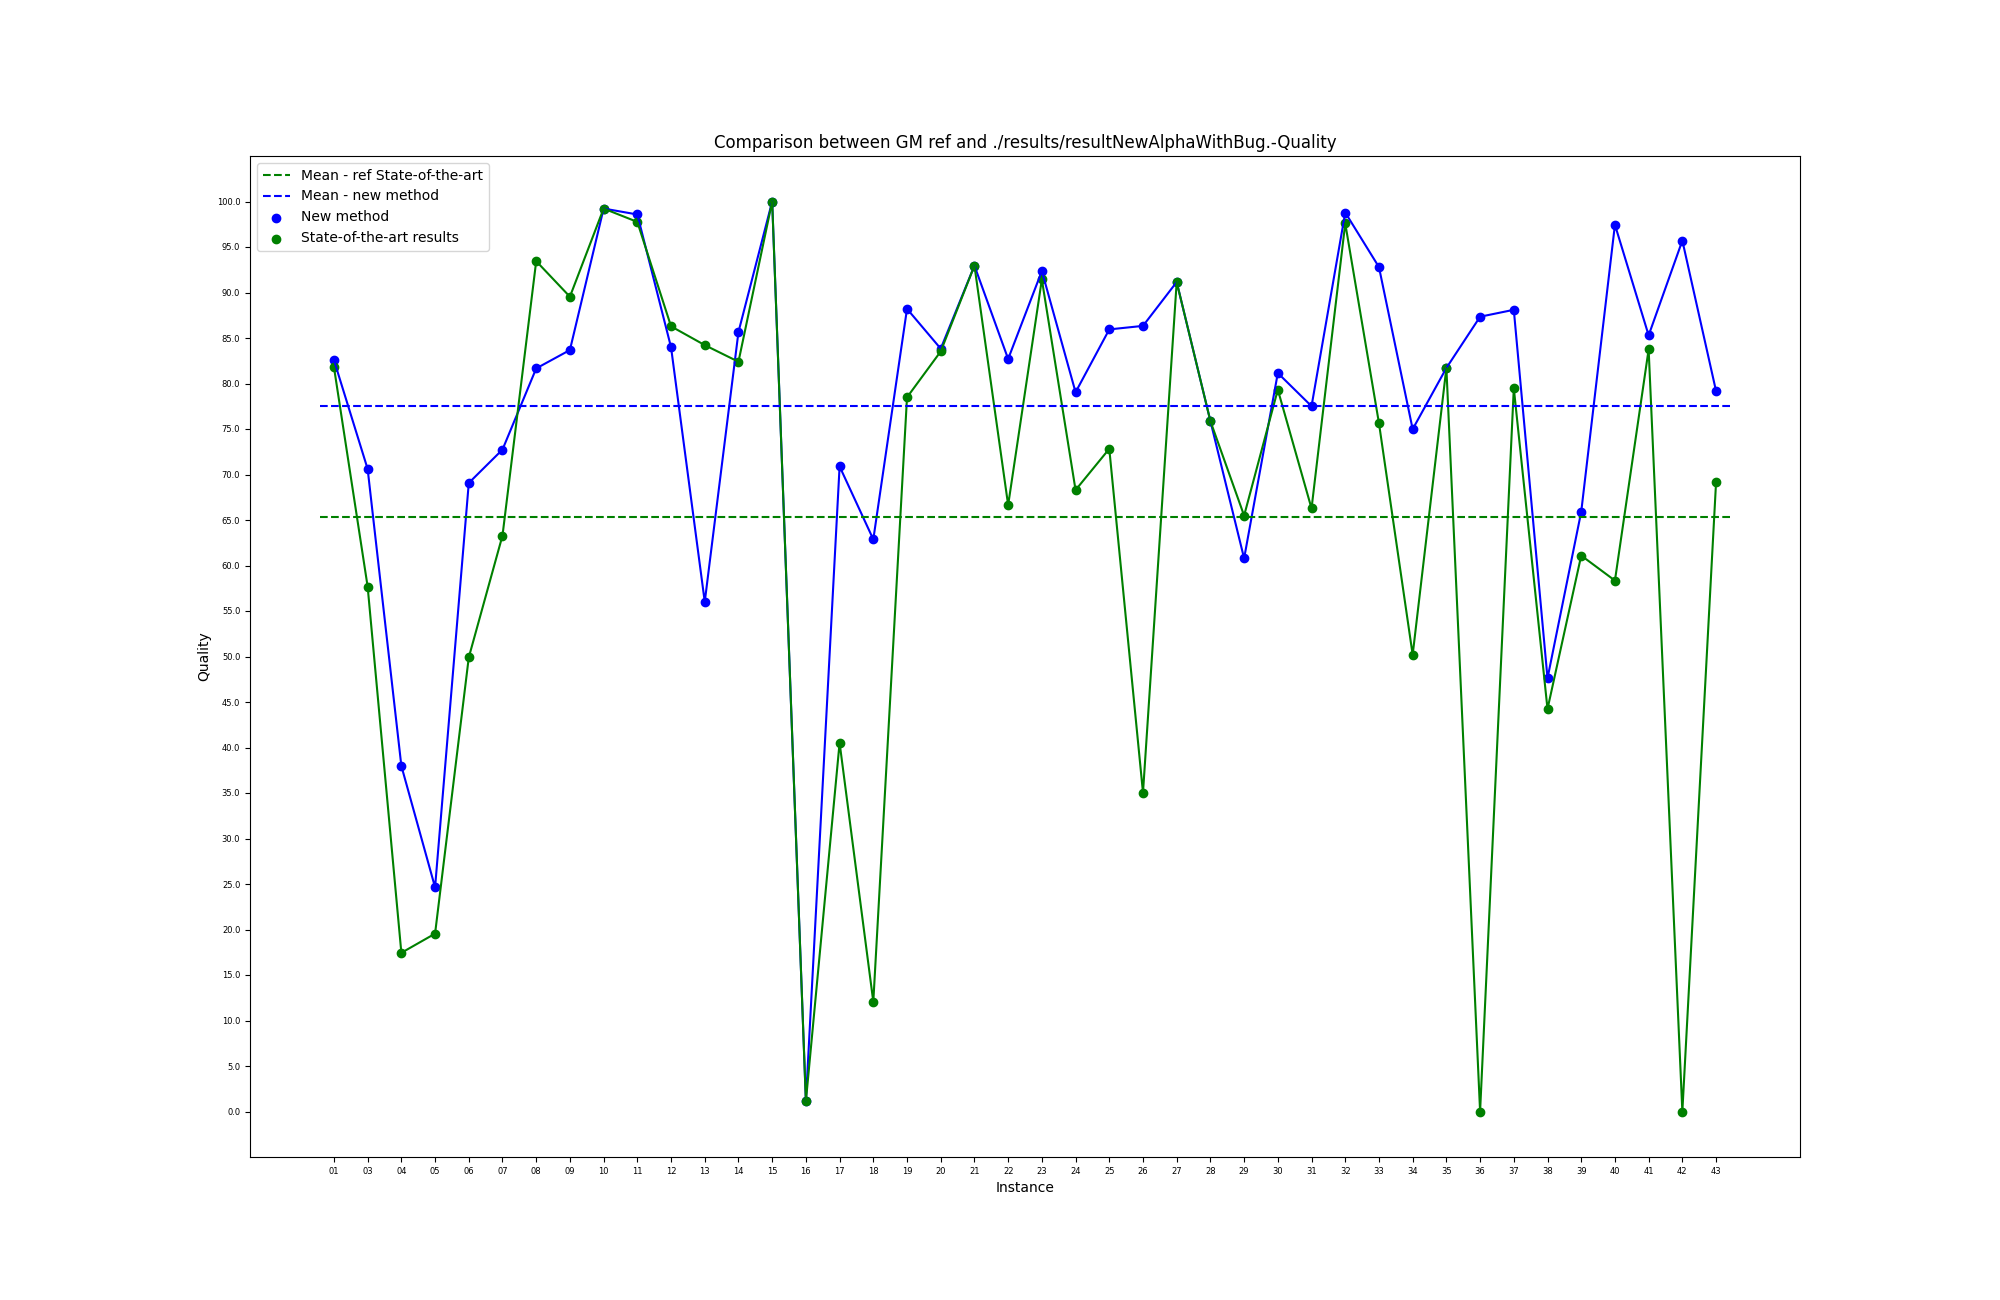 Comparison between GM ref and ./results/resultNewAlphaWithBug.-Quality
Mean - ref State-of-the-art
Mean - new method
New method
State-of-the-art results
100.0
95.0
90.0
85.0
80.0
75.0
70.0
65.0
60.0
55.0
50.0
45.0
40.0
35.0
30.0
25.0
20.0
15.0
10.0
5.0
0.0
Quality
01 03 04 05 06 07 08 09 10 11 12 13 14 15 16 17 18 19 20 21 22 23 24 25 26 27 28 29 30 31 32 33 34 35 36 37 38 39 40 41 42 43
Instance